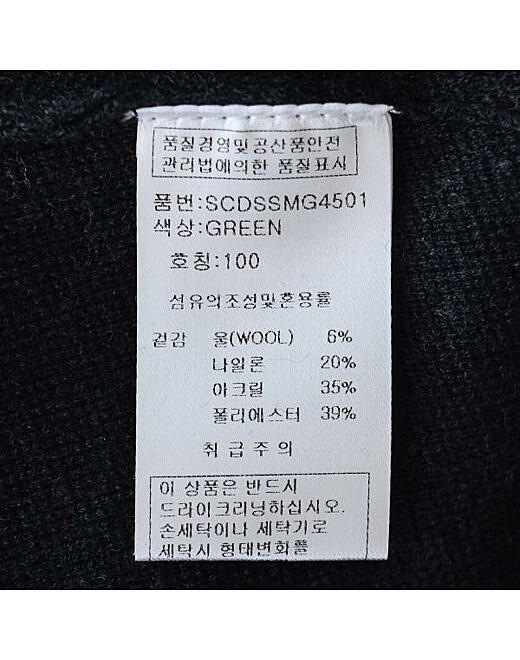 품질경영및공산품안전
관리법에의한 품질표시
품번:SCDSSMG4501
색상:GREEN
호칭:100
섬유의조성및혼용률
겉감 울(WOOL) 6%
나일론 20%
아크릴 35%
폴리에스터 39%
취급주의
이 상품은 반드시
드라이크리닝하십시오.
손세탁이나 세탁기로
세탁시 형태변화를